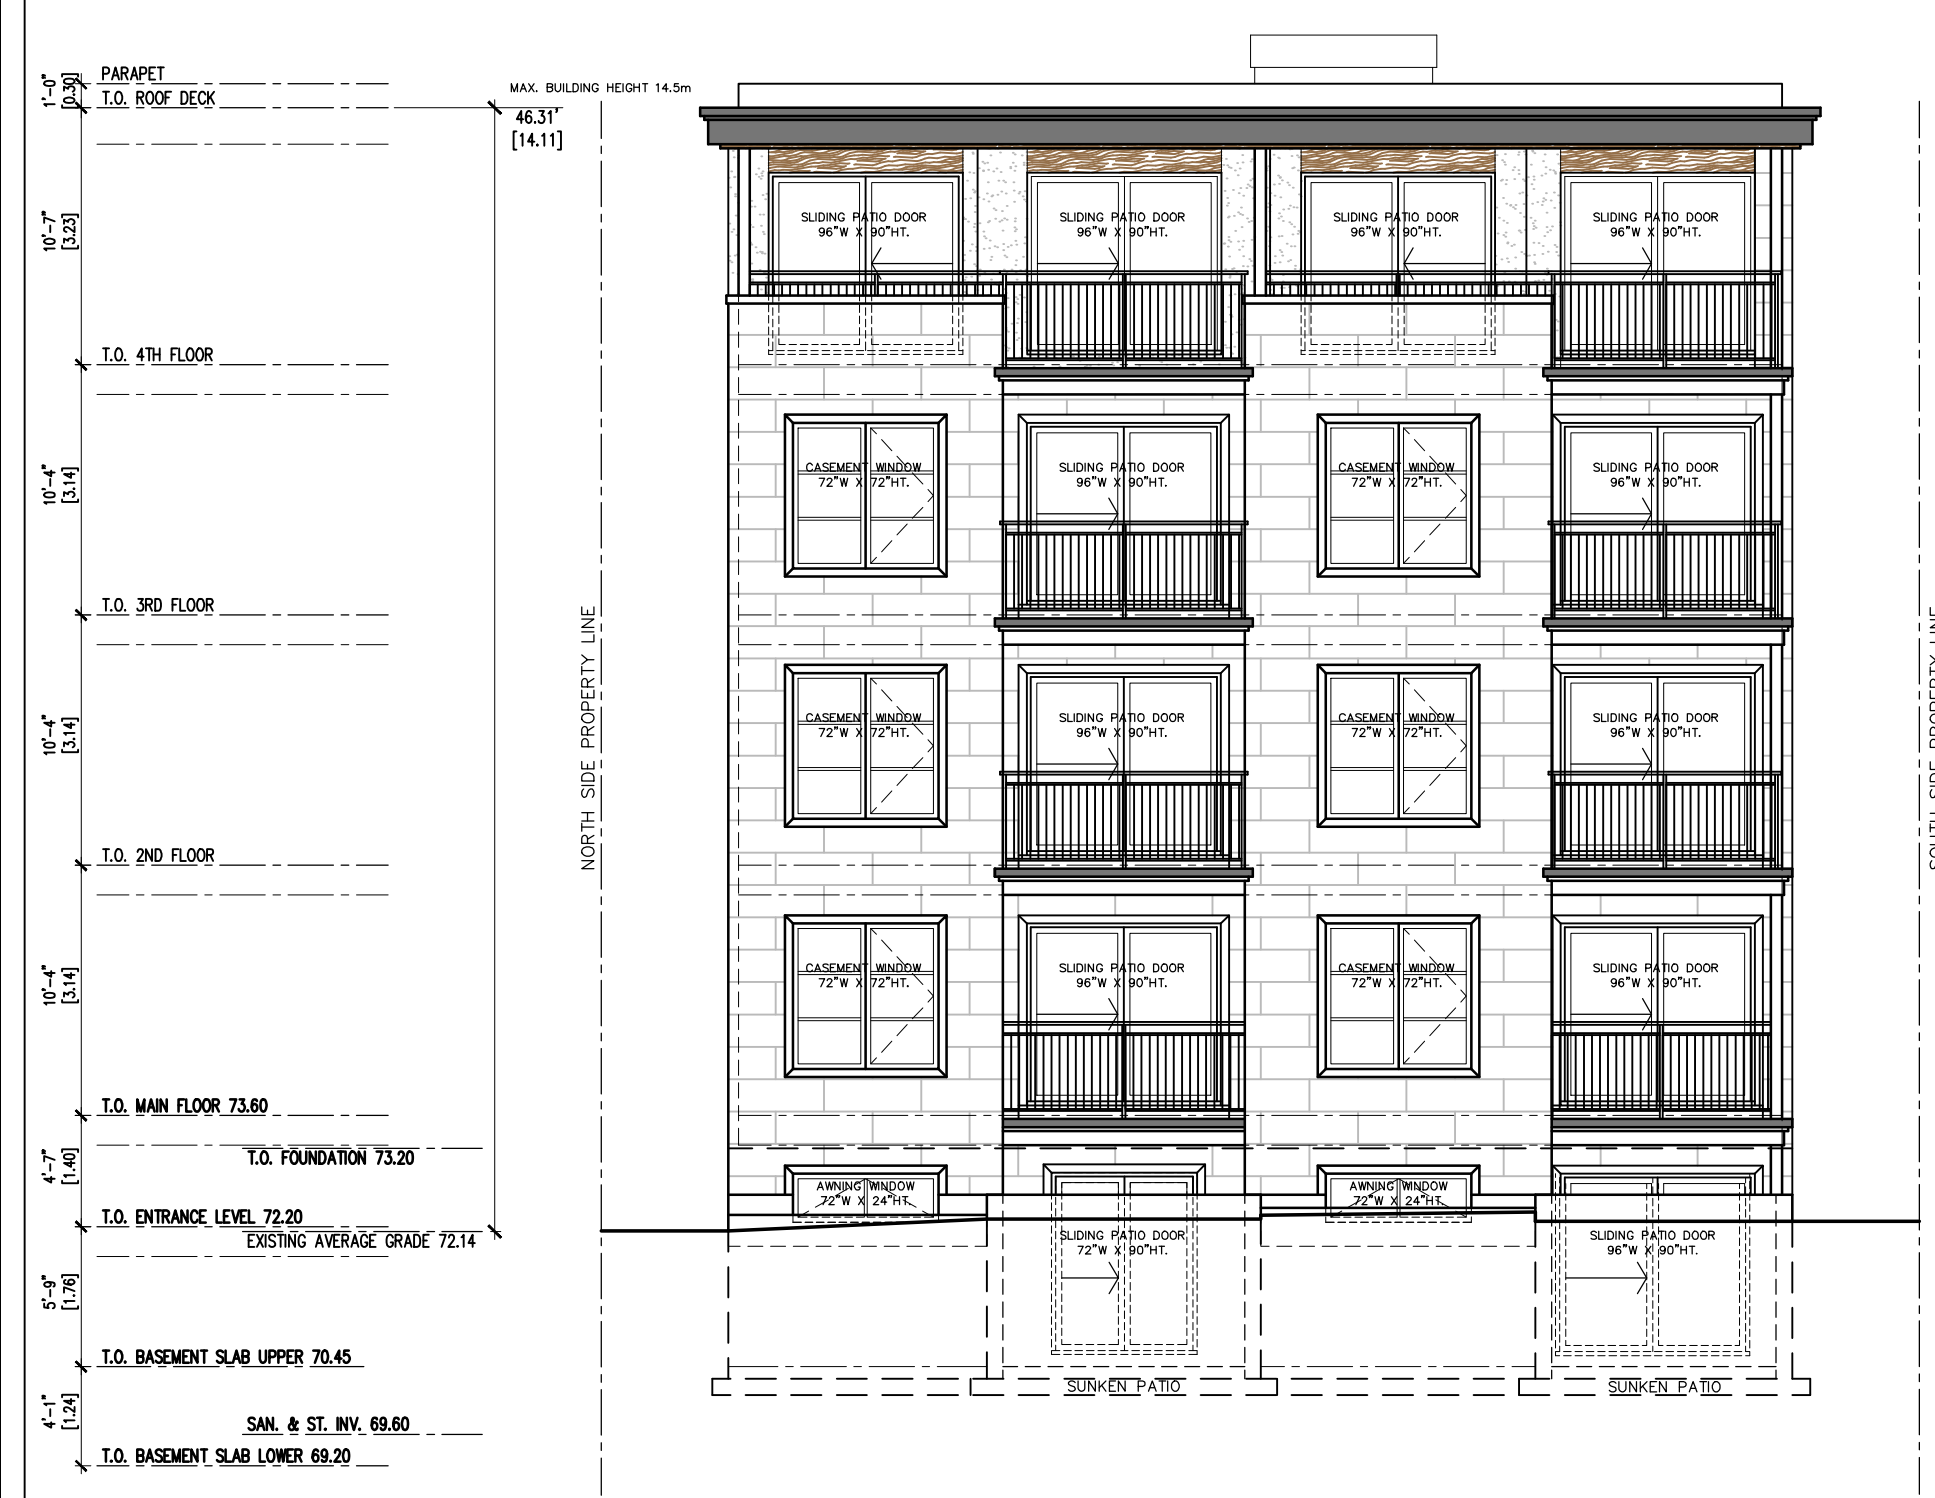 PARAPET
1'-0"
[0.30]
T.O. ROOF DECK
MAX. BUILDING HEIGHT 14.5m
46.31'
[14.11]
10'-7"
[3.23]
SLIDING PATIO DOOR
96"W X 90"HT.
SLIDING PATIO DOOR
96"W X 90"HT.
SLIDING PATIO DOOR
96"W X 90"HT.
SLIDING PATIO DOOR
96"W X 90"HT.
T.O. 4TH FLOOR
10'-4"
[3.14]
CASEMENT WINDOW
72"W X 72"HT.
SLIDING PATIO DOOR
96"W X 90"HT.
CASEMENT WINDOW
72"W X 72"HT.
SLIDING PATIO DOOR
96"W X 90"HT.
T.O. 3RD FLOOR
NORTH SIDE PROPERTY LINE
SOUTH SIDE PROPERTY LINE
10'-4"
[3.14]
CASEMENT WINDOW
72"W X 72"HT.
SLIDING PATIO DOOR
96"W X 90"HT.
CASEMENT WINDOW
72"W X 72"HT.
SLIDING PATIO DOOR
96"W X 90"HT.
T.O. 2ND FLOOR
10'-4"
[3.14]
CASEMENT WINDOW
72"W X 72"HT.
SLIDING PATIO DOOR
96"W X 90"HT.
CASEMENT WINDOW
72"W X 72"HT.
SLIDING PATIO DOOR
96"W X 90"HT.
T.O. MAIN FLOOR 73.60
T.O. FOUNDATION 73.20
4'-7"
[1.40]
AWNING WINDOW
72"W X 24"HT.
AWNING WINDOW
72"W X 24"HT.
T.O. ENTRANCE LEVEL 72.20
EXISTING AVERAGE GRADE 72.14
SLIDING PATIO DOOR
72"W X 90"HT.
SLIDING PATIO DOOR
96"W X 90"HT.
5'-9"
[1.76]
T.O. BASEMENT SLAB UPPER 70.45
SUNKEN PATIO
SUNKEN PATIO
4'-1"
[1.24]
SAN. & ST. INV. 69.60
T.O. BASEMENT SLAB LOWER 69.20